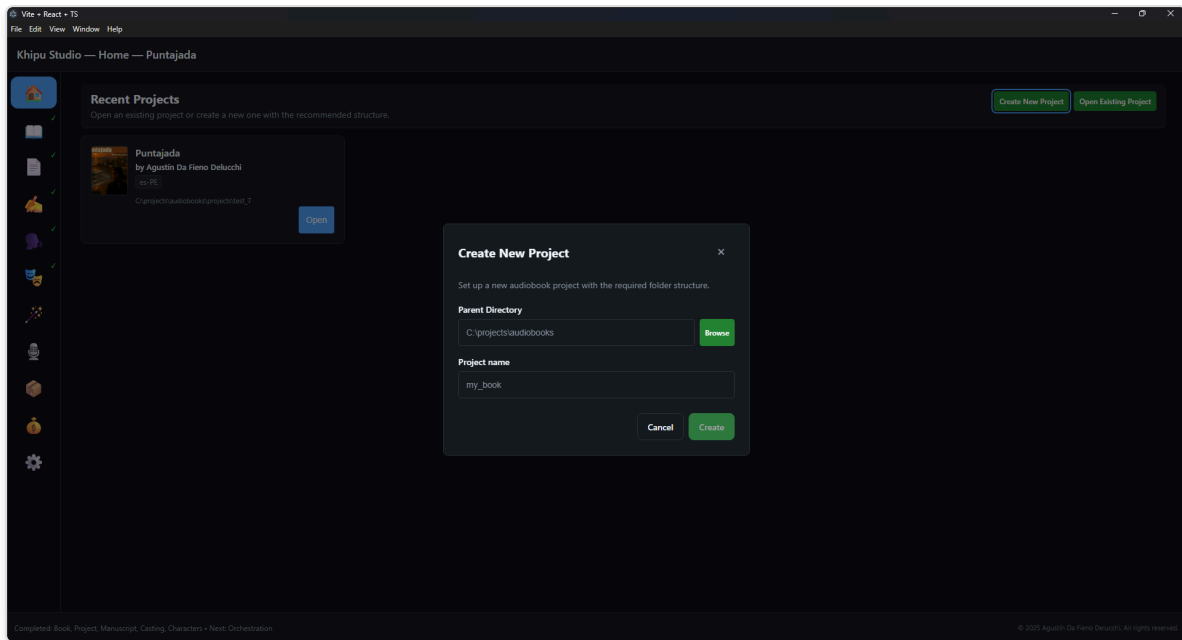 Vite + React + TS
File Edit View Window Help
Khipu Studio — Home — Puntajada
Recent Projects
Open an existing project or create a new one with the recommended structure.
Create New Project
Open Existing Project
Puntajada
by Agustín Da Fieno Delucchi
es-PE
C:\projects\audiobooks\projects\test_7
Open
Create New Project
Set up a new audiobook project with the required folder structure.
Parent Directory
C:\projects\audiobooks
Browse
Project name
my_book
Cancel
Create
Completed: Book, Project, Manuscript, Casting, Characters • Next: Orchestration
© 2025 Agustín Da Fieno Delucchi. All rights reserved